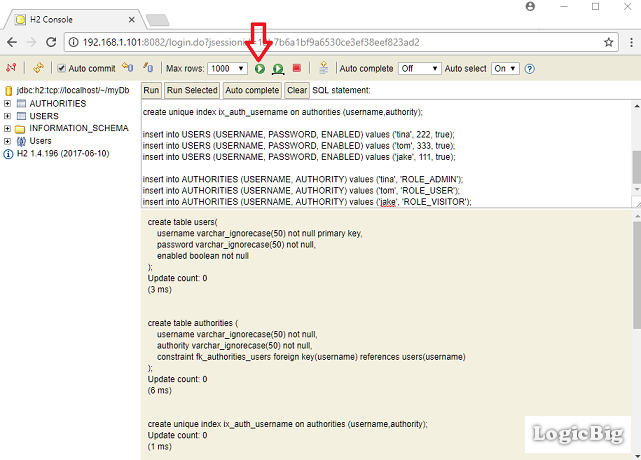 H2 Console
192.168.1.101:8082/login.do?jsessioni
7b6a1bf9a6530ce3ef38eef823ad2
Auto commit
Max rows:
1000
Auto complete
Off
Auto select
On
jdbc:h2:tcp://localhost/~/myDb
AUTHORITIES
USERS
INFORMATION_SCHEMA
Users
H2 1.4.196 (2017-06-10)
Run
Run Selected
Auto complete
Clear
SQL statement:
create unique index ix_auth_username on authorities (username,authority);
insert into USERS (USERNAME, PASSWORD, ENABLED) values ('tina', 222, true);
insert into USERS (USERNAME, PASSWORD, ENABLED) values ('tom', 333, true);
insert into USERS (USERNAME, PASSWORD, ENABLED) values ('jake', 111, true);
insert into AUTHORITIES (USERNAME, AUTHORITY) values ('tina', 'ROLE_ADMIN');
insert into AUTHORITIES (USERNAME, AUTHORITY) values ('tom', 'ROLE_USER');
insert into AUTHORITIES (USERNAME, AUTHORITY) values ('jake', 'ROLE_VISITOR');
create table users(
username varchar_ignorecase(50) not null primary key,
password varchar_ignorecase(50) not null,
enabled boolean not null
);
Update count: 0
(3 ms)
create table authorities (
username varchar_ignorecase(50) not null,
authority varchar_ignorecase(50) not null,
constraint fk_authorities_users foreign key(username) references users(username)
);
Update count: 0
(6 ms)
create unique index ix_auth_username on authorities (username,authority);
Update count: 0
(1 ms)
LogicBig